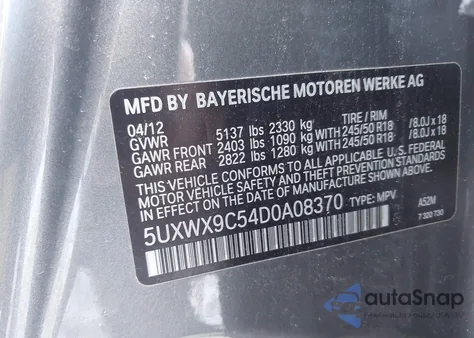 MFD BY BAYERISCHE MOTOREN WERKE AG
04/12 TIRE / RIM
GVWR 5137 lbs 2330 kg
GAWR FRONT 2403 lbs 1090 kg WITH 245/50 R18 /8.0J x 18
GAWR REAR 2822 lbs 1280 kg WITH 245/50 R18 /8.0J x 18
THIS VEHICLE CONFORMS TO ALL APPLICABLE U.S. FEDERAL
MOTOR VEHICLE SAFETY AND THEFT PREVENTION STANDARDS
IN EFFECT ON THE DATE OF MANUFACTURE SHOWN ABOVE.
5UXWX9C54D0A08370 TYPE: MPV A52M
7 320 730
autoSnap